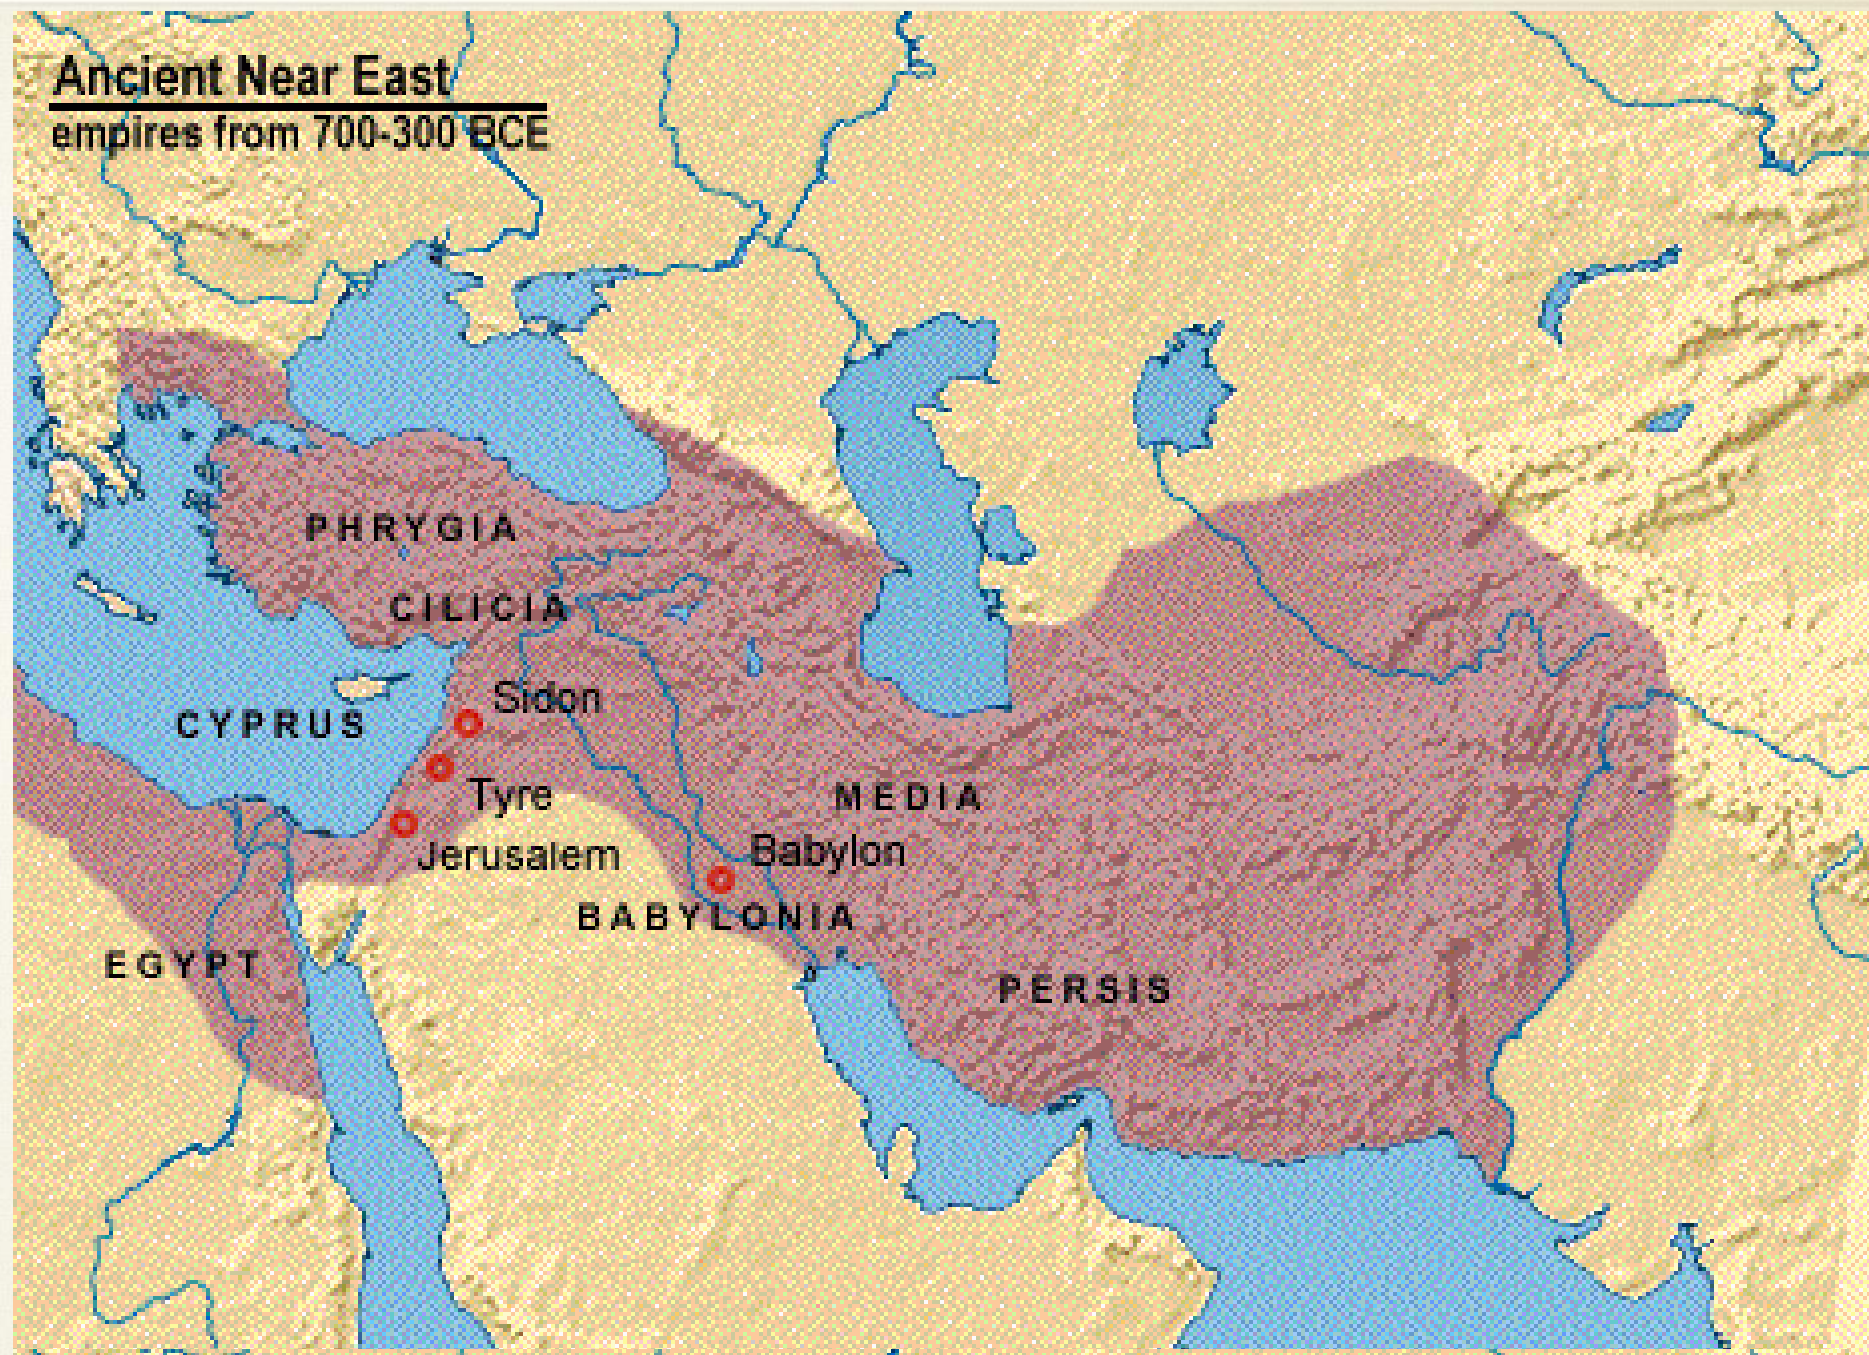 Ancient Near East
empires from 700-300 BCE
PHRYGIA
CILICIA
Sidon
CYPRUS
Tyre
MEDIA
Jerusalem
Babylon
BABYLONIA
EGYPT
PERSIS